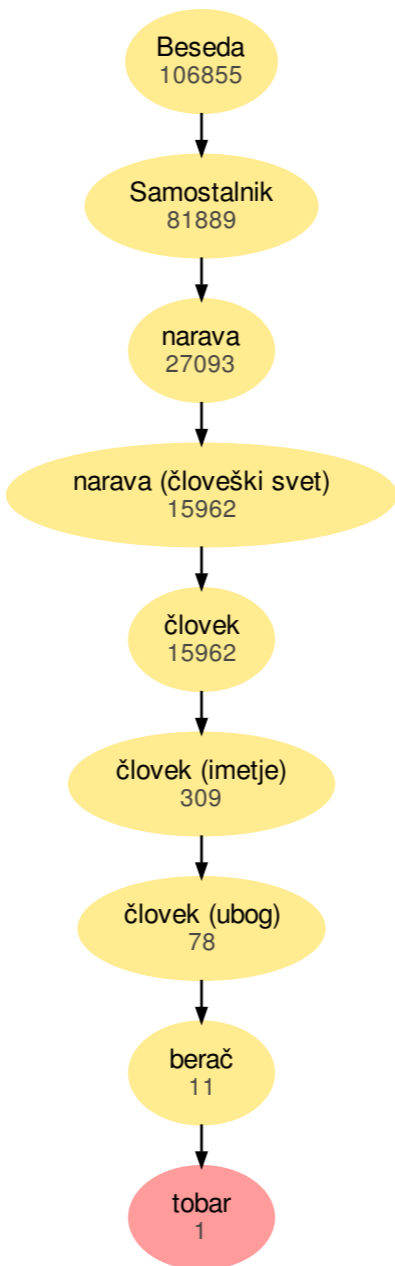 Beseda
106855
Samostalnik
81889
narava
27093
narava (človeški svet)
15962
človek
15962
človek (imetje)
309
človek (ubog)
78
berač
11
tobar
1